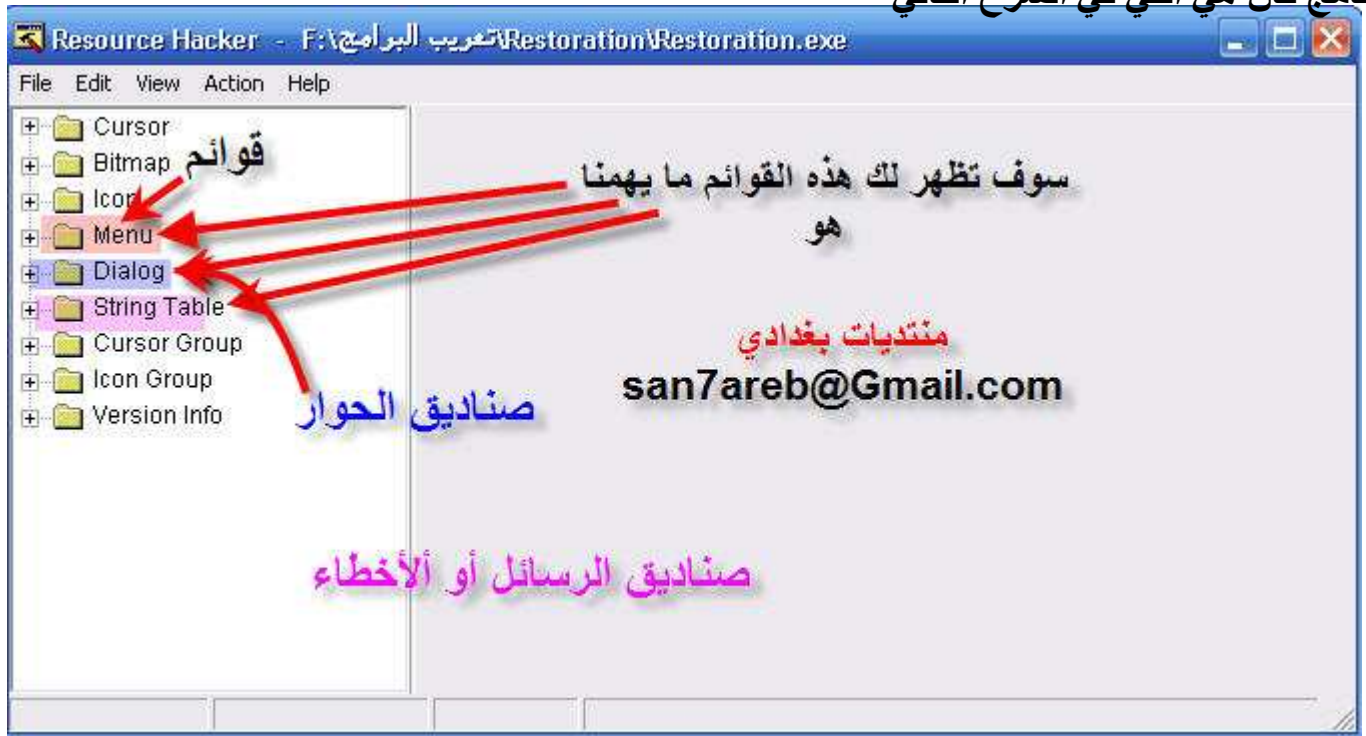 Resource Hacker - F:\تعريب البرامج\Restoration\Restoration.exe
File Edit View Action Help
Cursor
Bitmap
قوائم
Icon
Menu
Dialog
String Table
Cursor Group
Icon Group
Version Info
سوف تظهر لك هذه القوائم ما يهمنا
هو
منتديات بغدادي
san7areb@Gmail.com
صناديق الحوار
صناديق الرسائل أو ألأخطاء